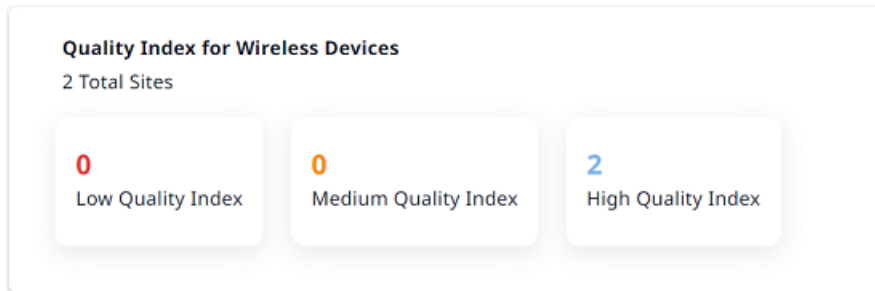 Quality Index for Wireless Devices
2 Total Sites
0
Low Quality Index
0
Medium Quality Index
2
High Quality Index